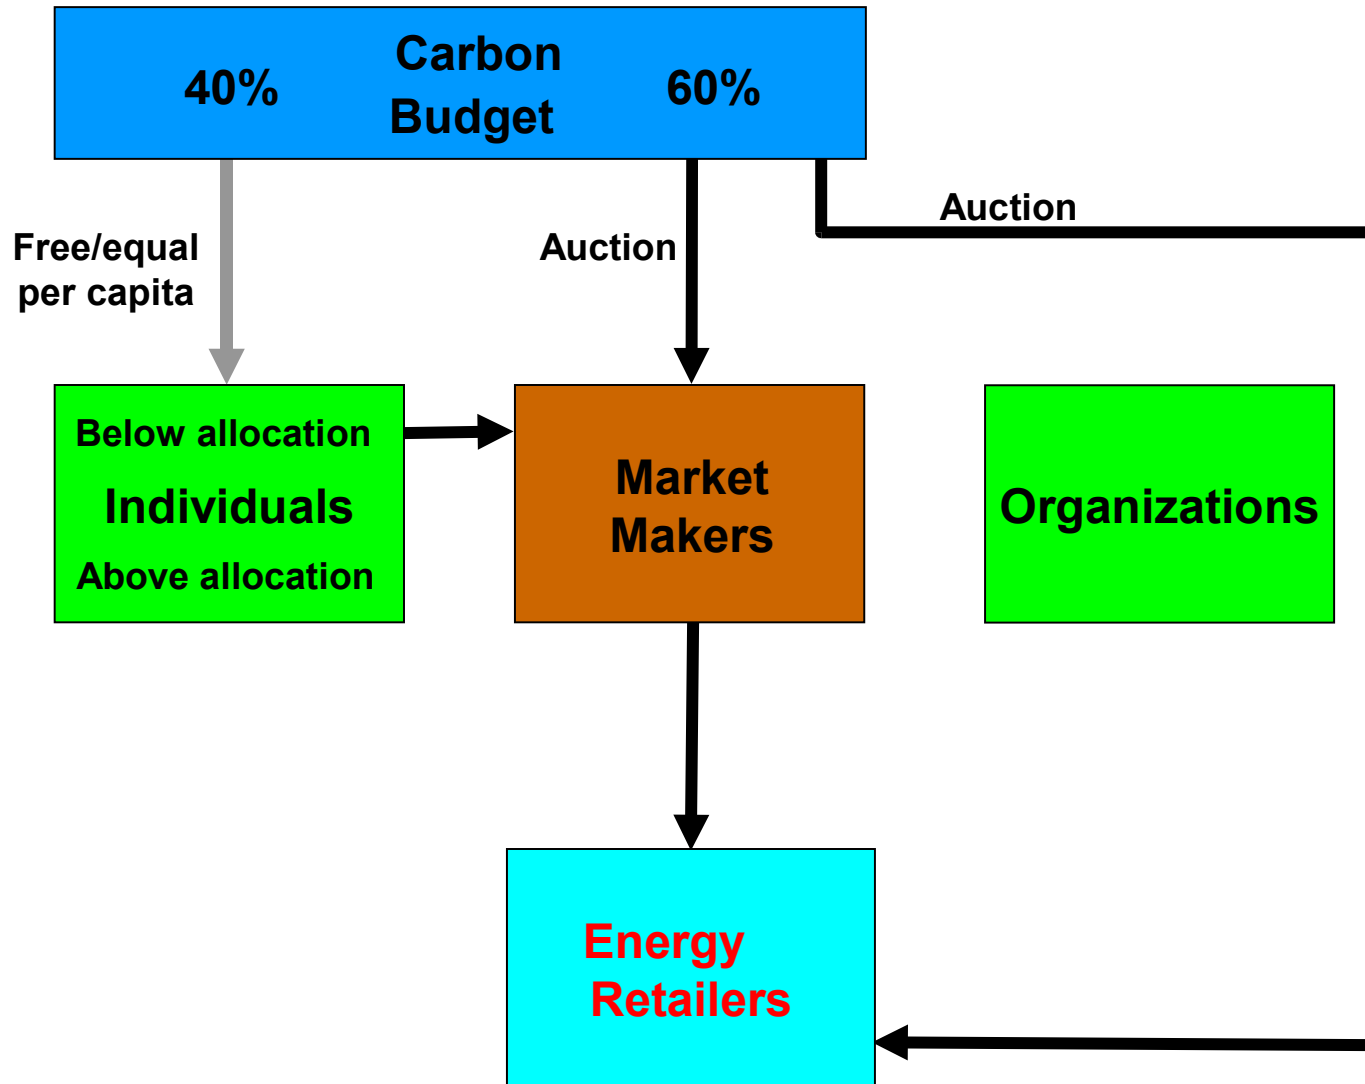 Carbon
40%
60%
Budget
Auction
Free/equal
per capita
Auction
Below allocation
Individuals
Above allocation
Market
Makers
Organizations
Energy
Retailers